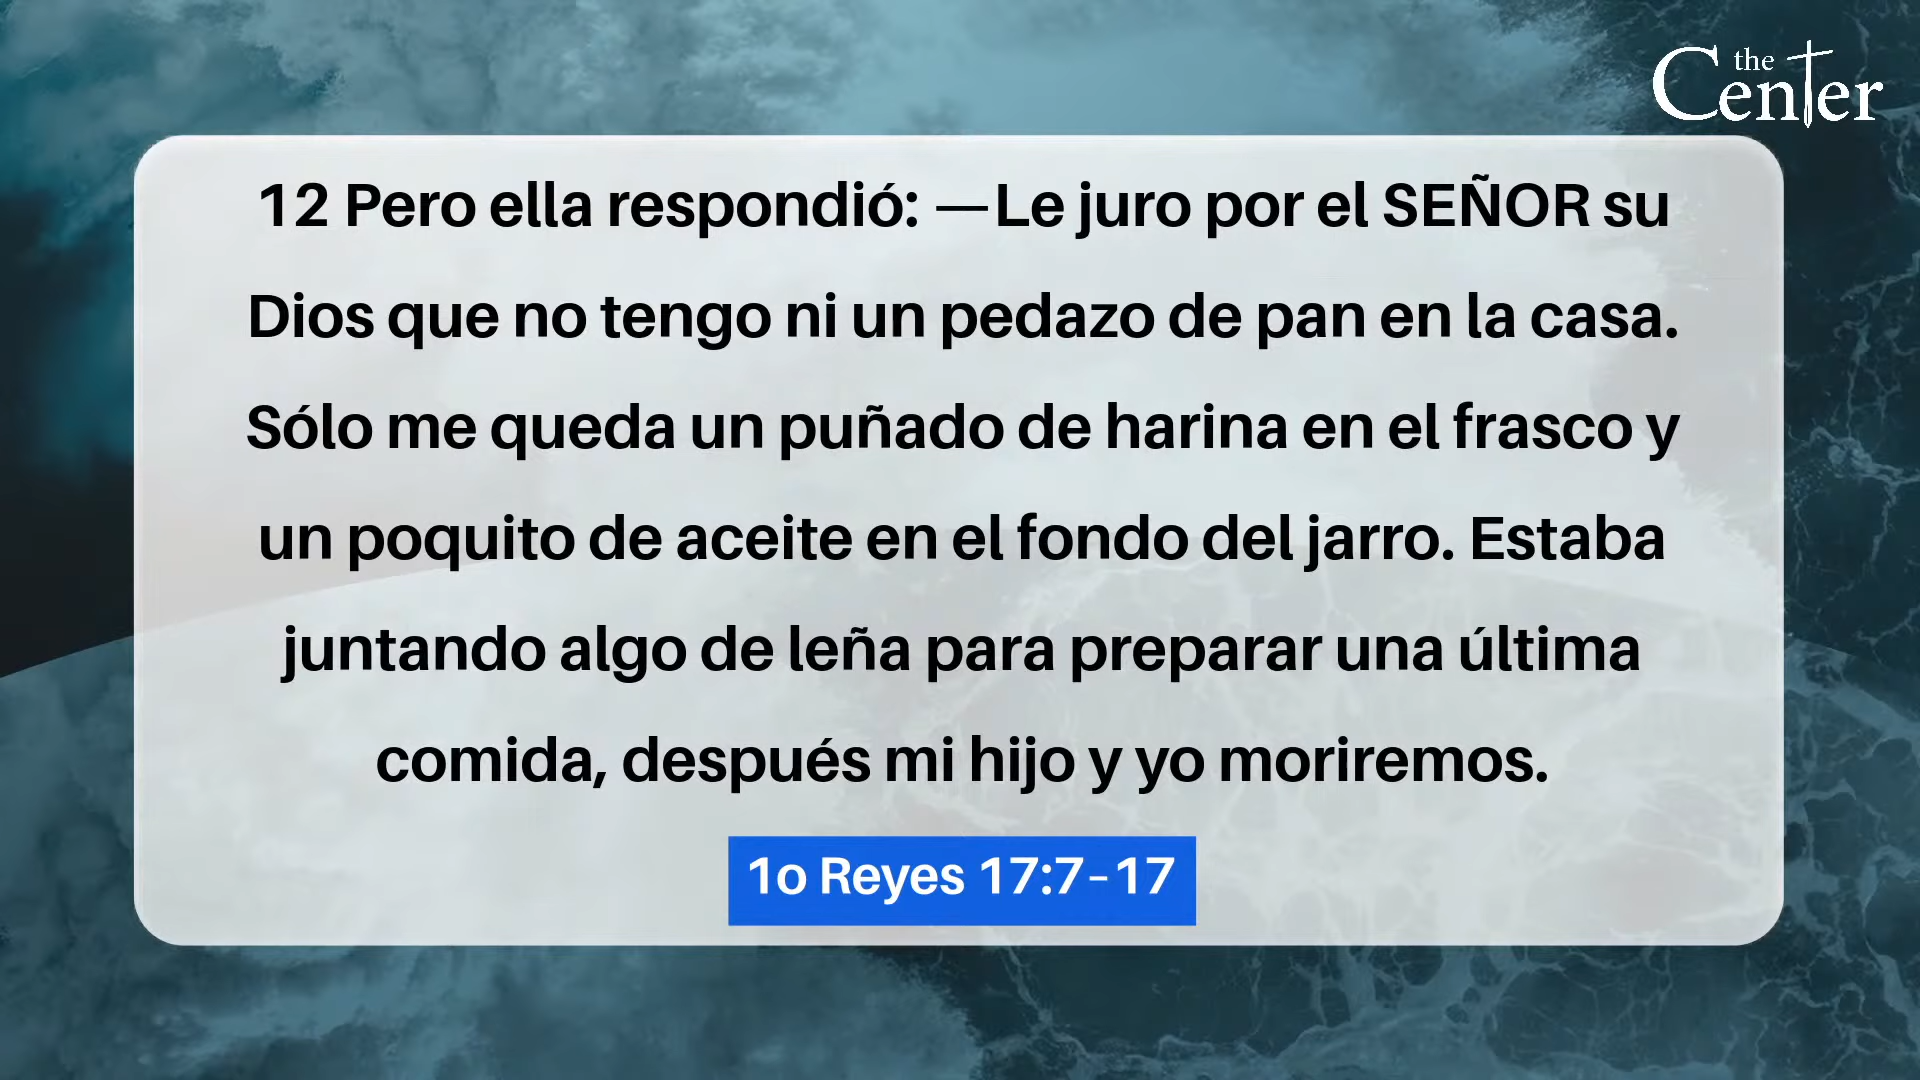 the
Center
12 Pero ella respondió: —Le juro por el SEÑOR su
Dios que no tengo ni un pedazo de pan en la casa.
Sólo me queda un puñado de harina en el frasco y
un poquito de aceite en el fondo del jarro. Estaba
juntando algo de leña para preparar una última
comida, después mi hijo y yo moriremos.
1o Reyes 17:7-17